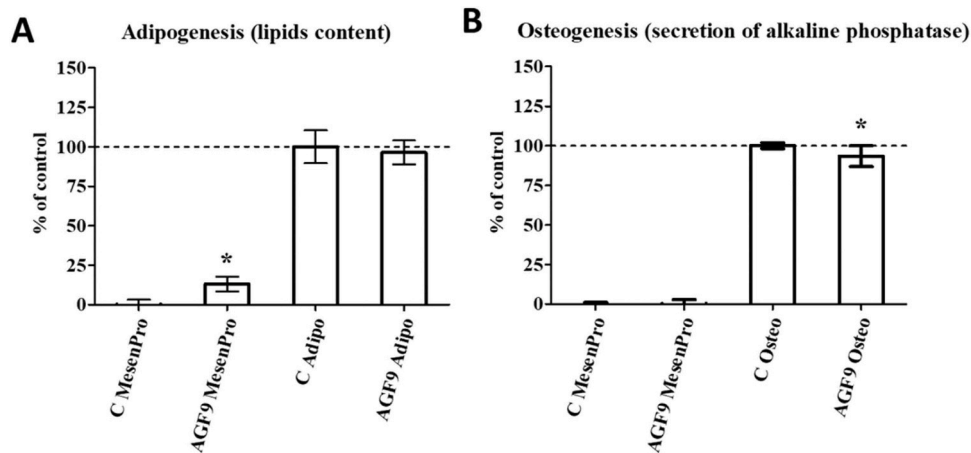 A
Adipogenesis (lipids content)
% of control
150
125
100
75
50
25
0
*
C MesenPro
AGF9 MesenPro
C Adipo
AGF9 Adipo
B
Osteogenesis (secretion of alkaline phosphatase)
% of control
150
125
100
75
50
25
0
*
C MesenPro
AGF9 MesenPro
C Osteo
AGF9 Osteo